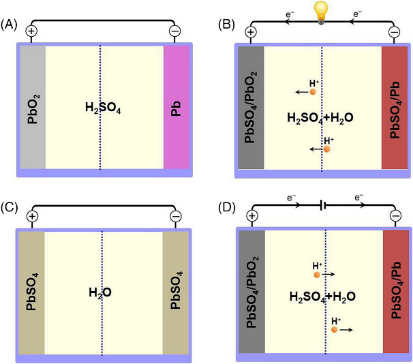 (A)
+
−
PbO₂
H₂SO₄
Pb
(B)
e⁻
e⁻
+
−
PbSO₄/PbO₂
H⁺
H₂SO₄+H₂O
H⁺
PbSO₄/Pb
(C)
+
−
PbSO₄
H₂O
PbSO₄
(D)
e⁻
e⁻
+
−
PbSO₄/PbO₂
H⁺
H₂SO₄+H₂O
H⁺
PbSO₄/Pb